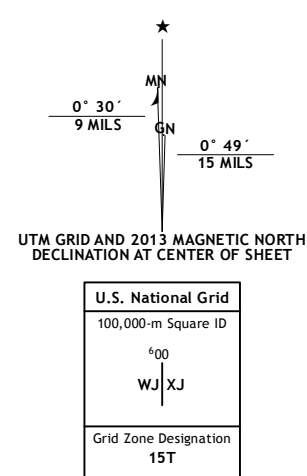 ★
MN
0° 30´
9 MILS
GN
0° 49´
15 MILS
UTM GRID AND 2013 MAGNETIC NORTH
DECLINATION AT CENTER OF SHEET
U.S. National Grid
100,000-m Square ID
⁶00
WJ XJ
Grid Zone Designation
15T